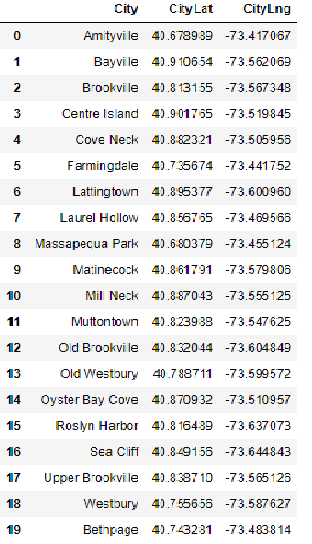 City CityLat CityLng
0 Amityville 40.678989 -73.417067
1 Bayville 40.910654 -73.562069
2 Brookville 40.813155 -73.567348
3 Centre Island 40.901765 -73.519845
4 Cove Neck 40.882321 -73.505956
5 Farmingdale 40.735674 -73.441752
6 Lattingtown 40.895377 -73.600960
7 Laurel Hollow 40.856765 -73.469566
8 Massapequa Park 40.680379 -73.455124
9 Matinecock 40.861791 -73.579806
10 Mill Neck 40.887043 -73.555125
11 Muttontown 40.823988 -73.547625
12 Old Brookville 40.832044 -73.604849
13 Old Westbury 40.788711 -73.599572
14 Oyster Bay Cove 40.870932 -73.510957
15 Roslyn Harbor 40.816489 -73.637073
16 Sea Cliff 40.849156 -73.644843
17 Upper Brookville 40.838710 -73.565126
18 Westbury 40.755656 -73.587627
19 Bethpage 40.743281 -73.483814